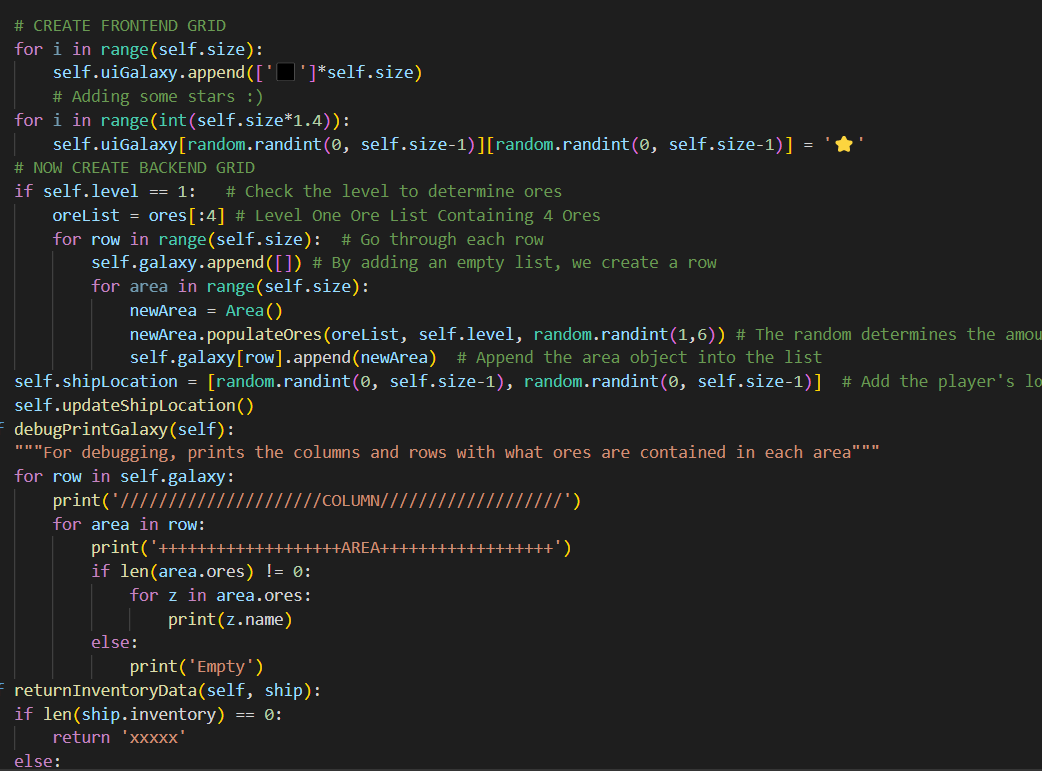 # CREATE FRONTEND GRID
for i in range(self.size):
    self.uiGalaxy.append(['⬛']*self.size)
    # Adding some stars :)
for i in range(int(self.size*1.4)):
    self.uiGalaxy[random.randint(0, self.size-1)][random.randint(0, self.size-1)] = '⭐'
# NOW CREATE BACKEND GRID
if self.level == 1:   # Check the level to determine ores
    oreList = ores[:4] # Level One Ore List Containing 4 Ores
    for row in range(self.size):  # Go through each row
        self.galaxy.append([]) # By adding an empty list, we create a row
        for area in range(self.size):
            newArea = Area()
            newArea.populateOres(oreList, self.level, random.randint(1,6)) # The random determines the amou
            self.galaxy[row].append(newArea)  # Append the area object into the list
self.shipLocation = [random.randint(0, self.size-1), random.randint(0, self.size-1)]  # Add the player's lo
self.updateShipLocation()
f debugPrintGalaxy(self):
"""For debugging, prints the columns and rows with what ores are contained in each area"""
for row in self.galaxy:
    print('/////////////////////COLUMN///////////////////')
    for area in row:
        print('+++++++++++++++++++AREA++++++++++++++++++')
        if len(area.ores) != 0:
            for z in area.ores:
                print(z.name)
        else:
            print('Empty')
f returnInventoryData(self, ship):
if len(ship.inventory) == 0:
    return 'xxxxx'
else: